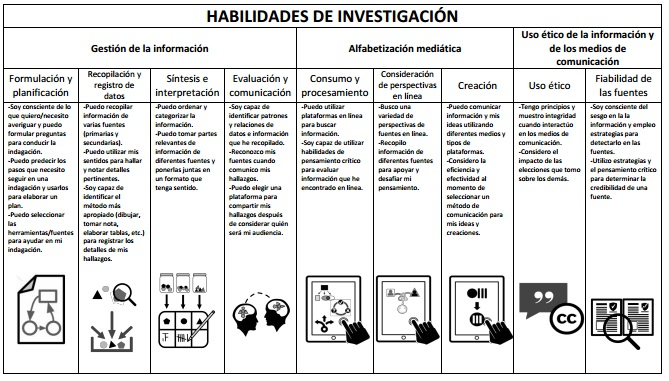 HABILIDADES DE INVESTIGACIÓN
Gestión de la información
Alfabetización mediática
Uso ético de la información y
de los medios de
comunicación
Formulación y
planificación
Recopilación y
registro de
datos
Síntesis e
interpretación
Evaluación y
comunicación
Consumo y
procesamiento
Consideración
de perspectivas
en línea
Creación
Uso ético
Fiabilidad de
las fuentes
-Soy consciente de lo
que quiero/necesito
averiguar y puedo
formular preguntas
para conducir la
indagación.
-Puedo predecir los
pasos que necesito
seguir en una
indagación y usarlos
para elaborar un
plan.
-Puedo seleccionar
las
herramientas/fuentes
para ayudar en mi
indagación.
-Puedo recopilar
información de
varias fuentes
(primarias y
secundarias).
-Puedo utilizar mis
sentidos para hallar
y notar detalles
pertinentes.
-Soy capaz de
identificar el
método más
apropiado (dibujar,
tomar nota,
elaborar tablas, etc.)
para registrar los
detalles de mis
hallazgos.
-Puedo ordenar y
categorizar la
información.
-Puedo tomar partes
relevantes de
información de
diferentes fuentes y
ponerlas juntas en
un formato que
tenga sentido.
-Soy capaz de
identificar patrones
y relaciones de
datos e información
que he recopilado.
-Reconozco mis
fuentes cuando
comunico mis
hallazgos.
-Puedo elegir una
plataforma para
compartir mis
hallazgos después
de considerar quién
será mi audiencia.
-Puedo utilizar
plataformas en línea
para buscar
información.
-Soy capaz de utilizar
habilidades de
pensamiento crítico
para evaluar
información que he
encontrado en línea.
-Busco una
variedad de
perspectivas de
fuentes en línea.
-Recopilo
información de
diferentes fuentes
para apoyar y
desafiar mi
pensamiento.
-Puedo comunicar
información y mis
ideas utilizando
diferentes medios y
tipos de
plataformas.
-Considero la
eficiencia y
efectividad al
momento de
seleccionar un
método de
comunicación para
mis ideas y
creaciones.
-Tengo principios y
muestro integridad
cuando interactúo
en los medios de
comunicación.
-Considero el
impacto de las
elecciones que tomo
sobre los demás.
-Soy consciente del
sesgo en la la
información y empleo
estrategias para
detectarlo en las
fuentes.
-Utilizo estrategias y
el pensamiento crítico
para determinar la
credibilidad de una
fuente.
CC